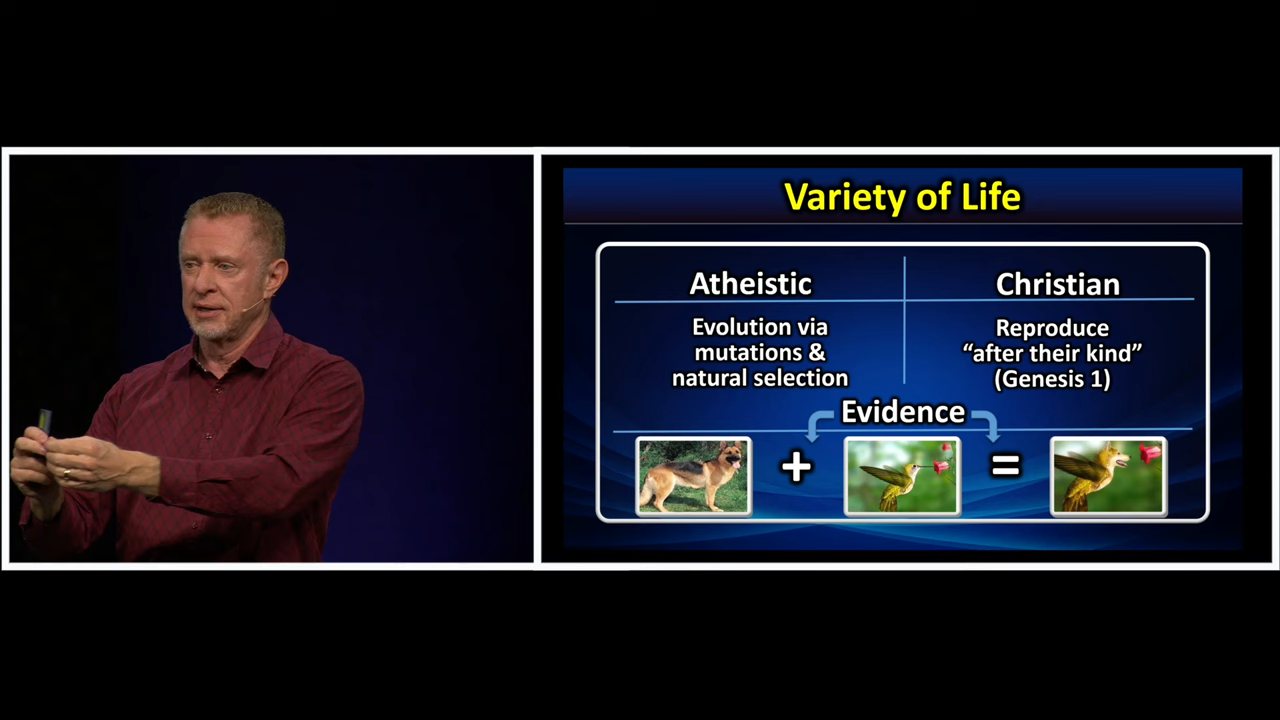 Variety of Life
Atheistic
Christian
Evolution via
mutations &
natural selection
Reproduce
“after their kind”
(Genesis 1)
Evidence
+
=